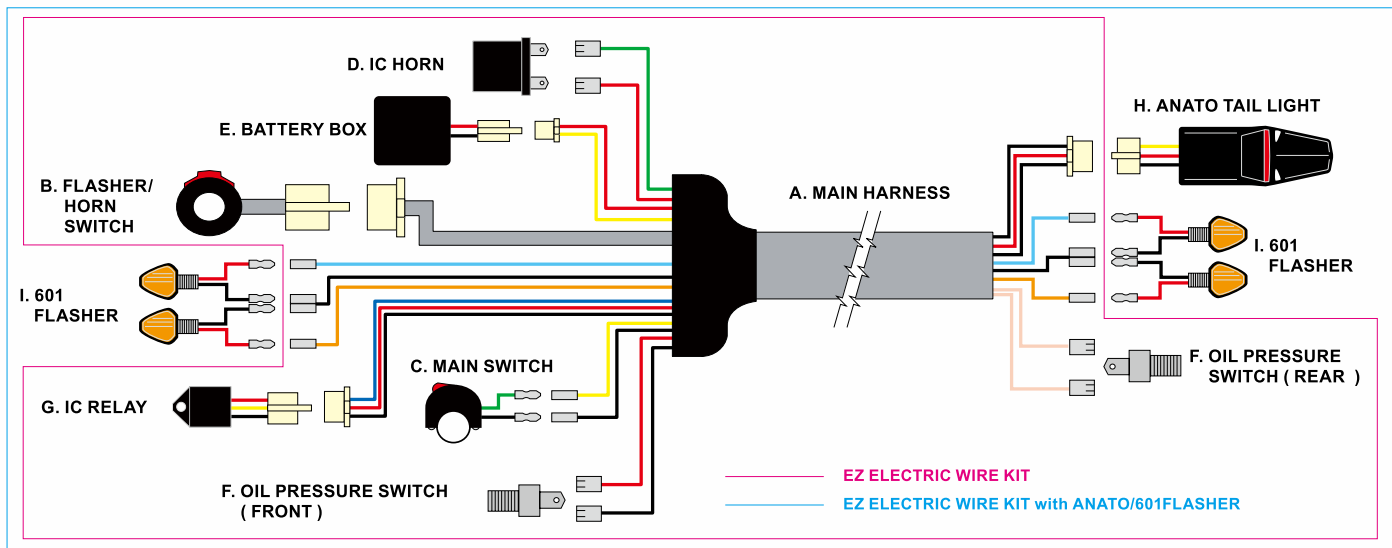 D. IC HORN
E. BATTERY BOX
B. FLASHER/
HORN
SWITCH
A. MAIN HARNESS
H. ANATO TAIL LIGHT
I. 601
FLASHER
I. 601
FLASHER
C. MAIN SWITCH
G. IC RELAY
F. OIL PRESSURE
SWITCH ( REAR )
F. OIL PRESSURE SWITCH
( FRONT )
EZ ELECTRIC WIRE KIT
EZ ELECTRIC WIRE KIT with ANATO/601FLASHER